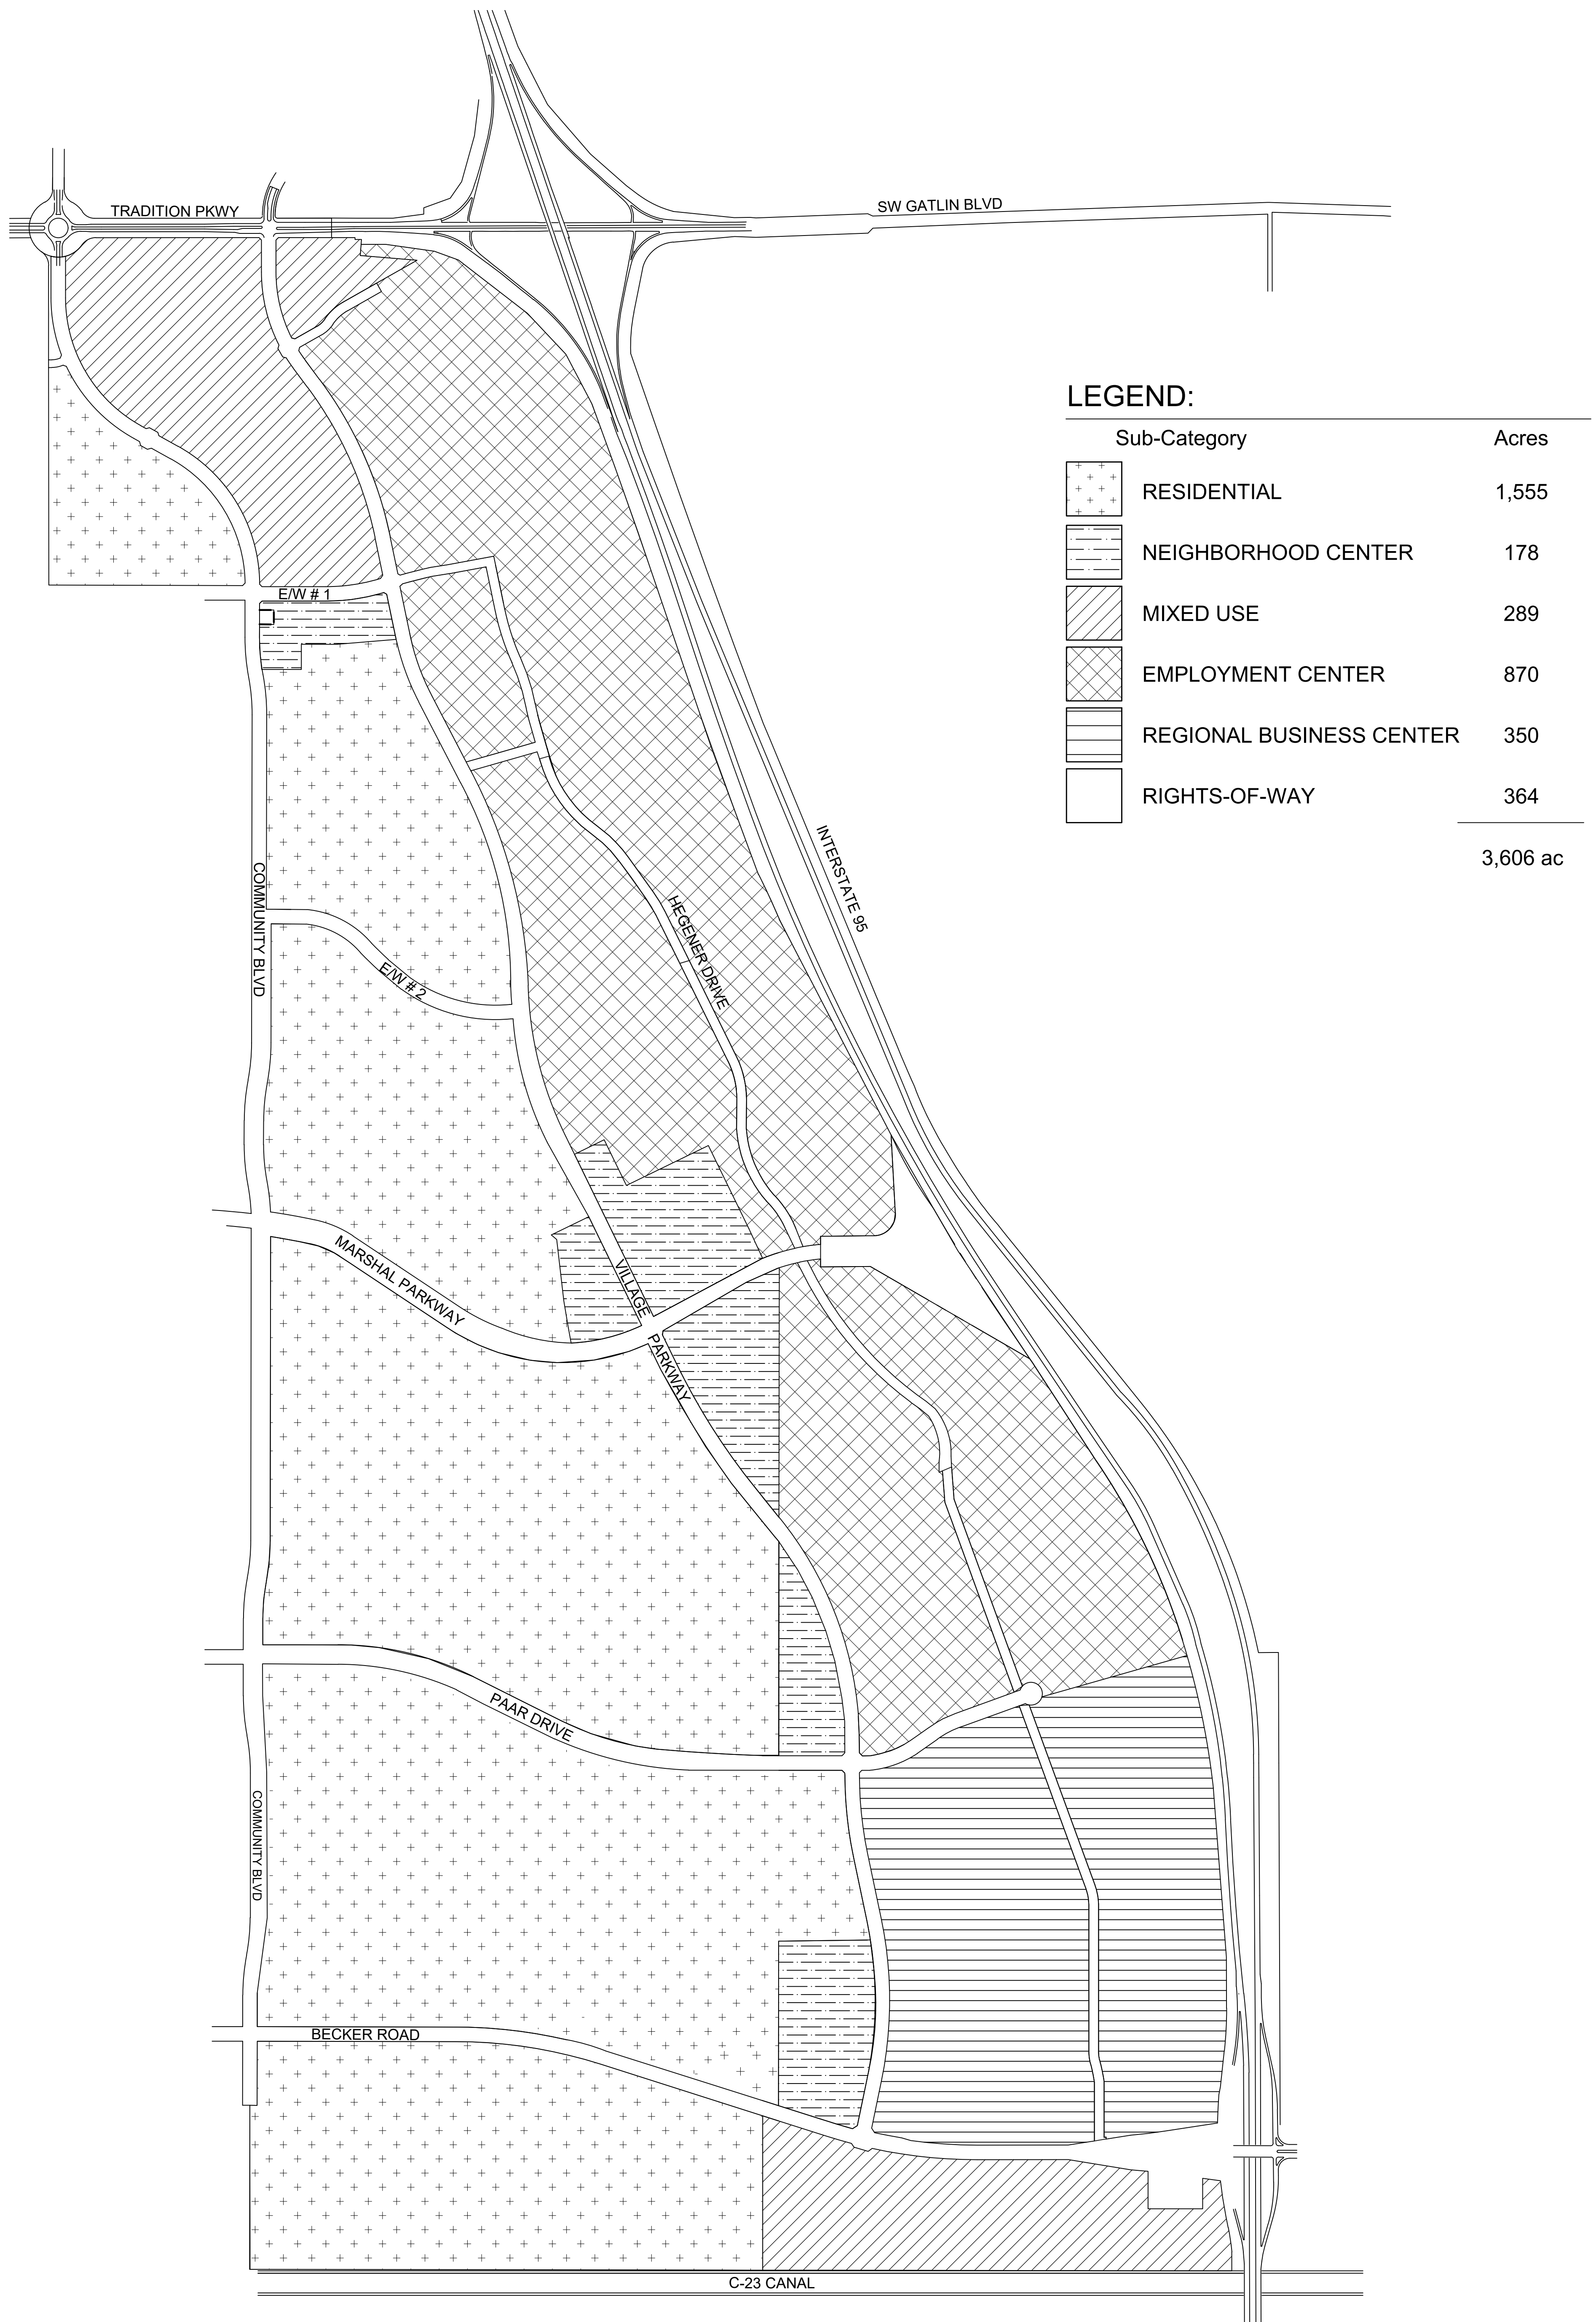 TRADITION PKWY
SW GATLIN BLVD
LEGEND:
Sub-Category Acres
RESIDENTIAL 1,555
NEIGHBORHOOD CENTER 178
MIXED USE 289
EMPLOYMENT CENTER 870
REGIONAL BUSINESS CENTER 350
RIGHTS-OF-WAY 364
3,606 ac
E/W # 1
INTERSTATE 95
COMMUNITY BLVD
HEGENER DRIVE
E/W # 2
MARSHAL PARKWAY
VILLAGE PARKWAY
PAAR DRIVE
COMMUNITY BLVD
BECKER ROAD
C-23 CANAL